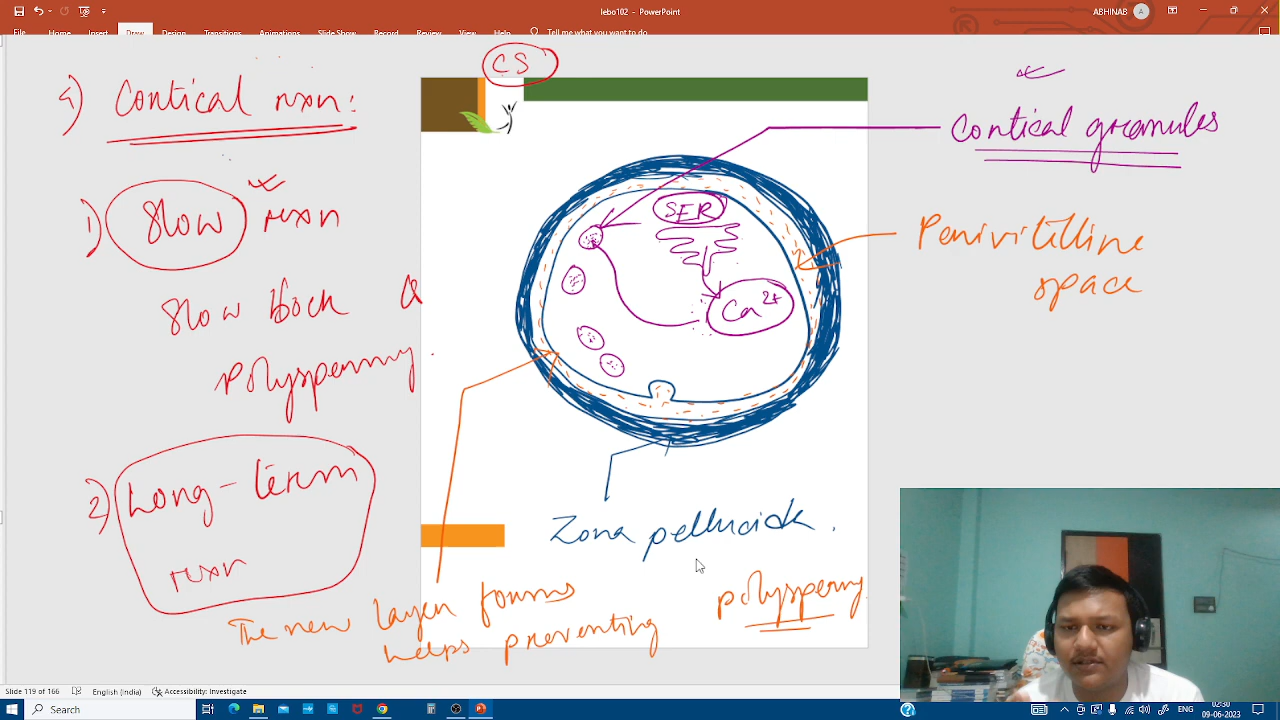 lebo102 - PowerPoint
ABHINAB
A
File Home Insert Draw Design Transitions Animations Slide Show Record Review View Help Tell me what you want to do
CS
4) Cortical rxn:
1) Slow rxn
Slow block
polyspermy.
2) Long-term
rxn
SER
Ca2+
Cortical granules
Perivitelline
space
Zona pellucida.
The new layer forms
helps preventing
polyspermy.
Slide 119 of 166
English (India)
Accessibility: Investigate
Search
ENG
02:30
09-06-2023